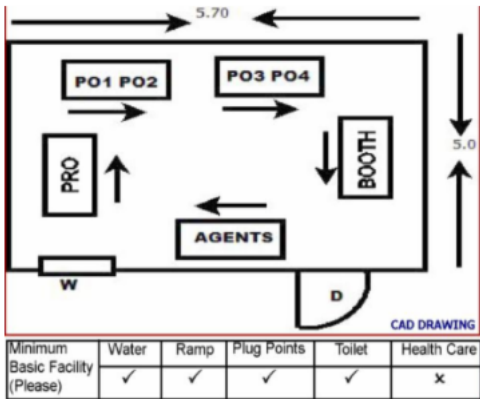 5.70
PO1 PO2
PO3 PO4
5.0
PRO
BOOTH
AGENTS
W
D
CAD DRAWING
Minimum Basic Facility (Please) Water Ramp Plug Points Toilet Health Care
✓ ✓ ✓ ✓ x